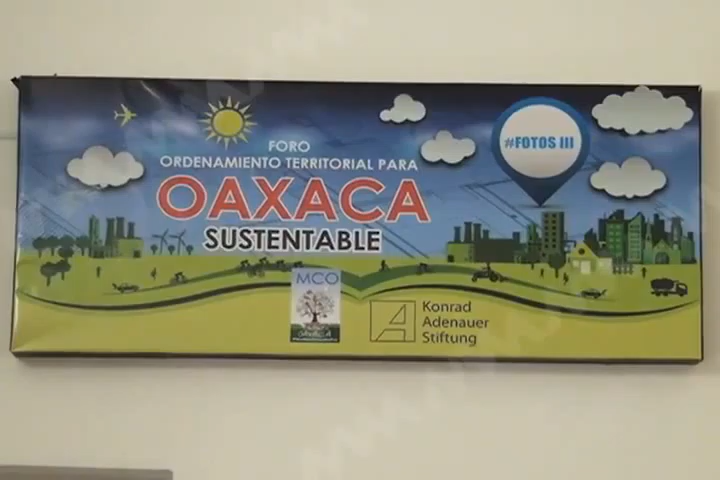 FORO
ORDENAMIENTO TERRITORIAL PARA
OAXACA
SUSTENTABLE
#FOTOS III
MCO
Konrad
Adenauer
Stiftung